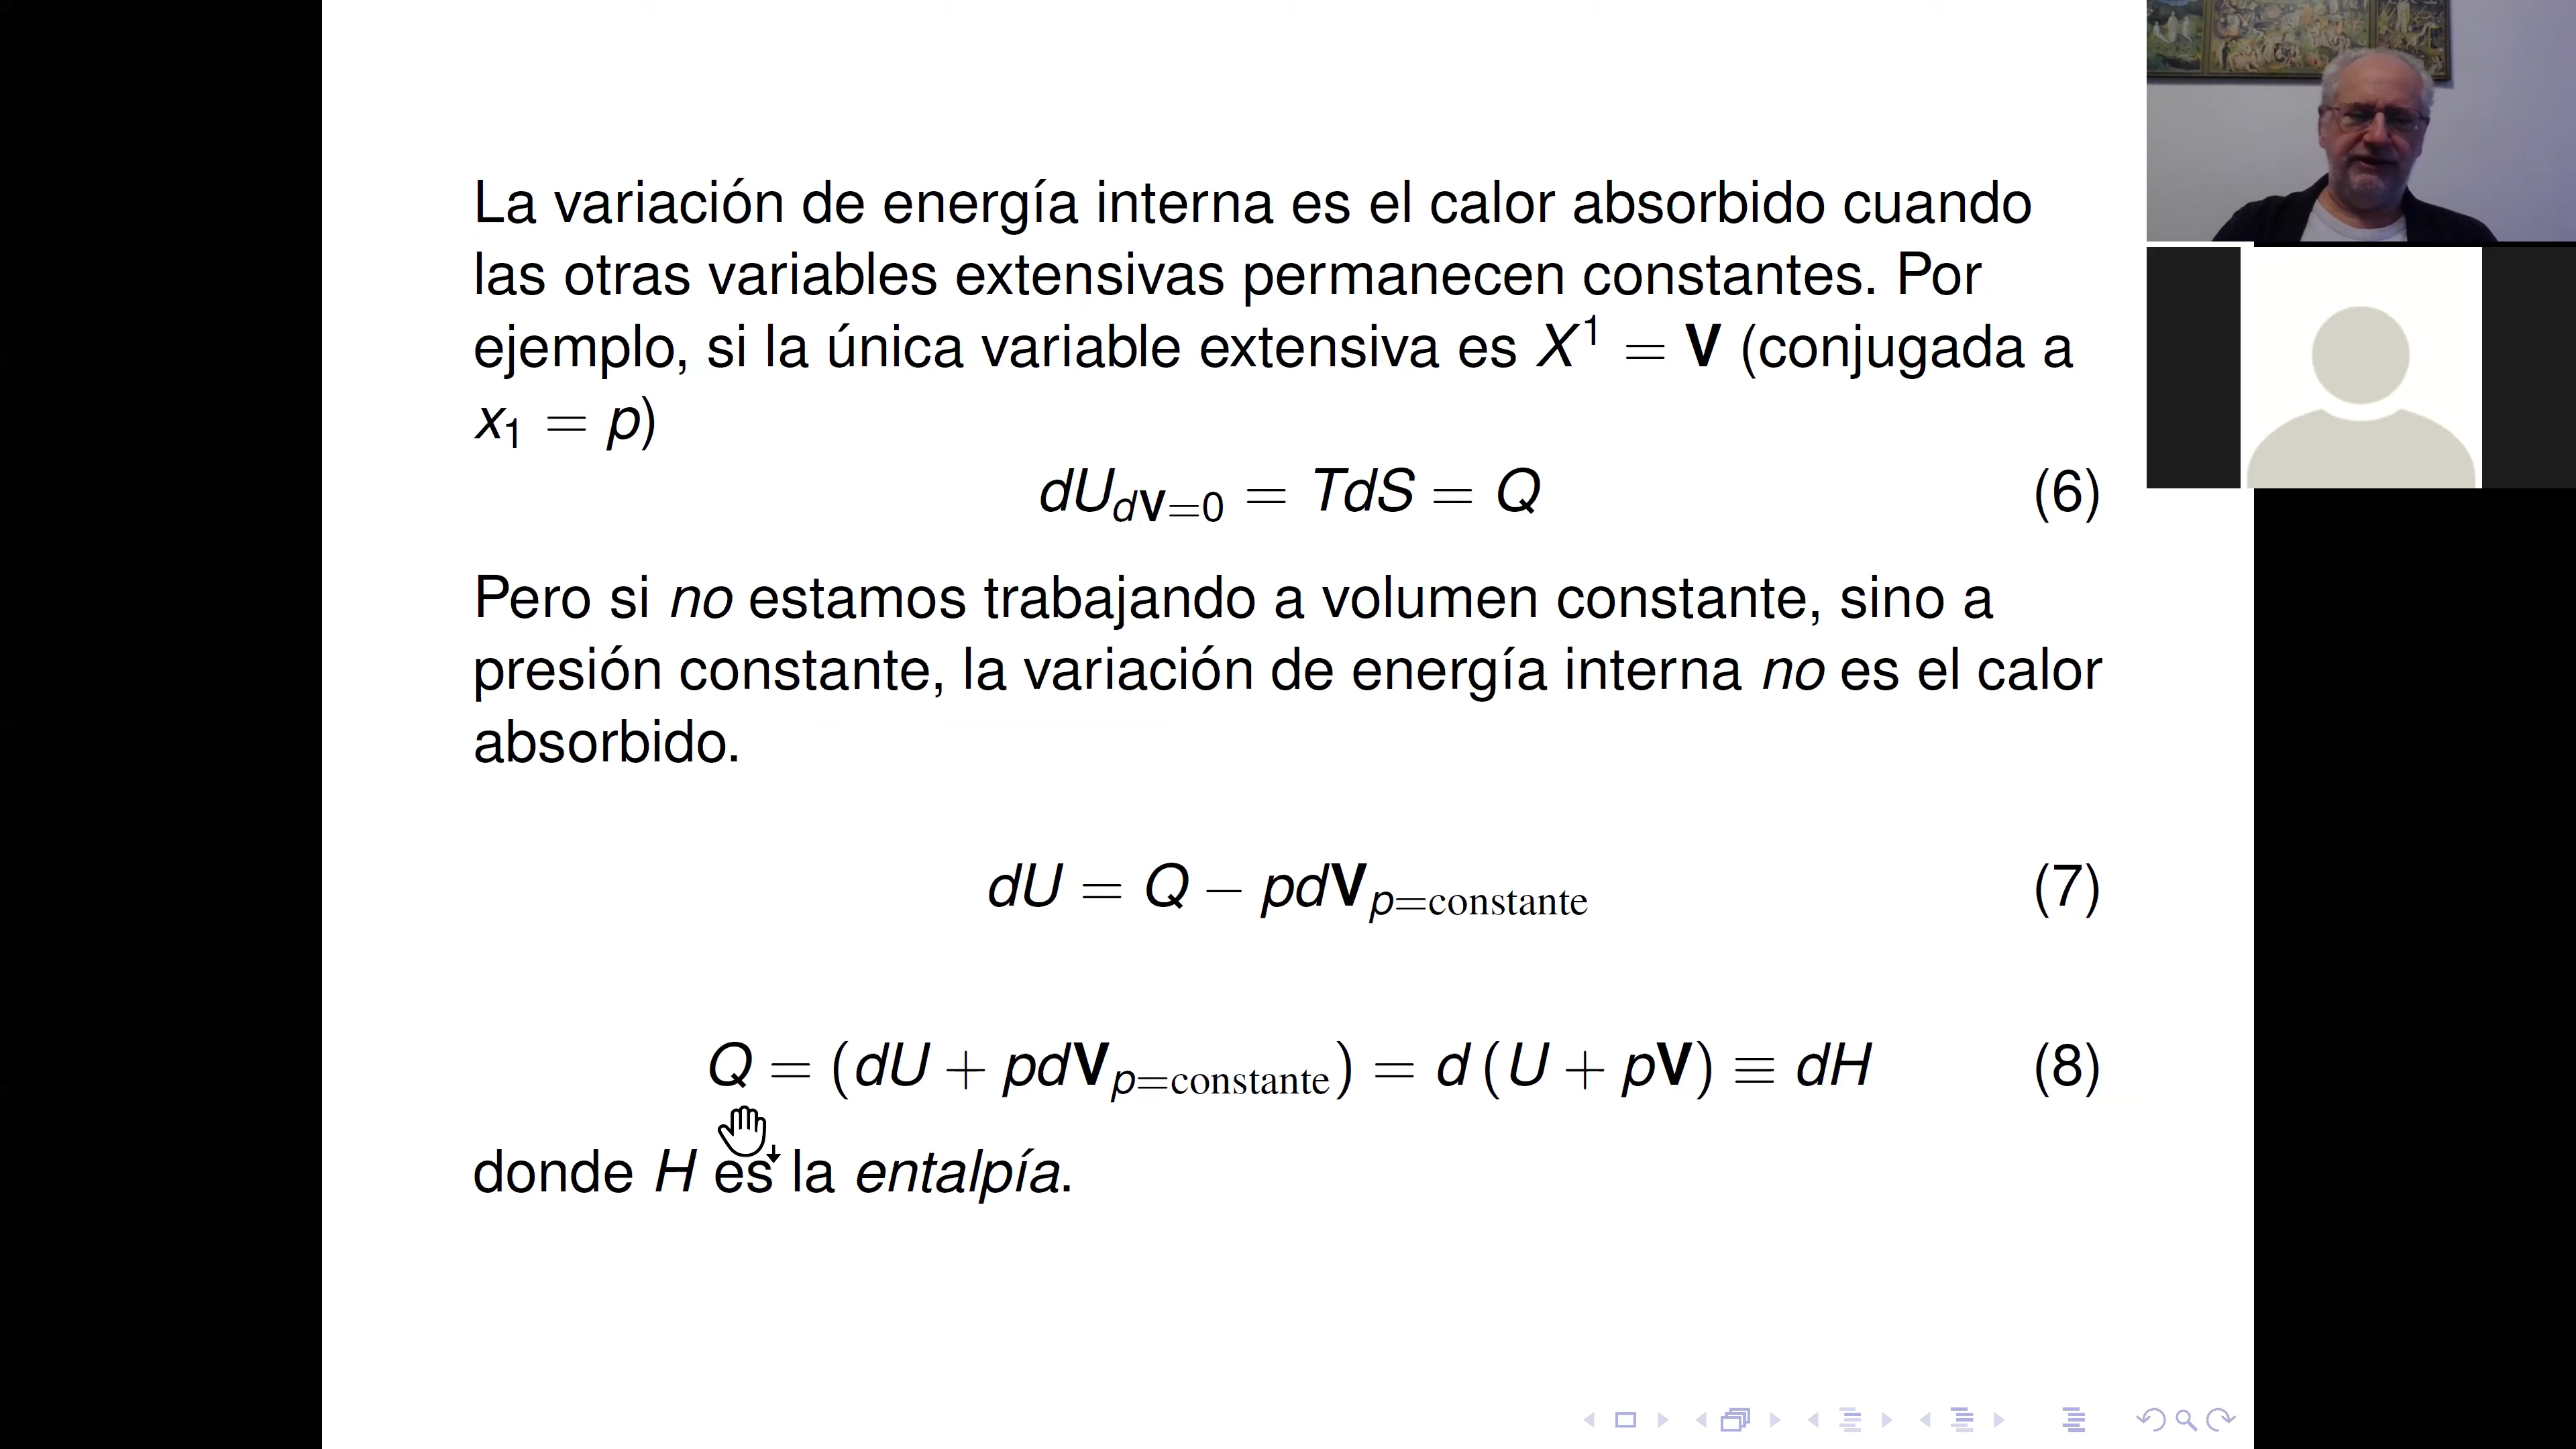 La variación de energía interna es el calor absorbido cuando
las otras variables extensivas permanecen constantes. Por
ejemplo, si la única variable extensiva es X¹ = V (conjugada a
x₁ = p)
dU_{dV=0} = TdS = Q (6)
Pero si no estamos trabajando a volumen constante, sino a
presión constante, la variación de energía interna no es el calor
absorbido.
dU = Q − pdV_{p=constante} (7)
Q = (dU + pdV_{p=constante}) = d (U + pV) ≡ dH (8)
donde H es la entalpía.